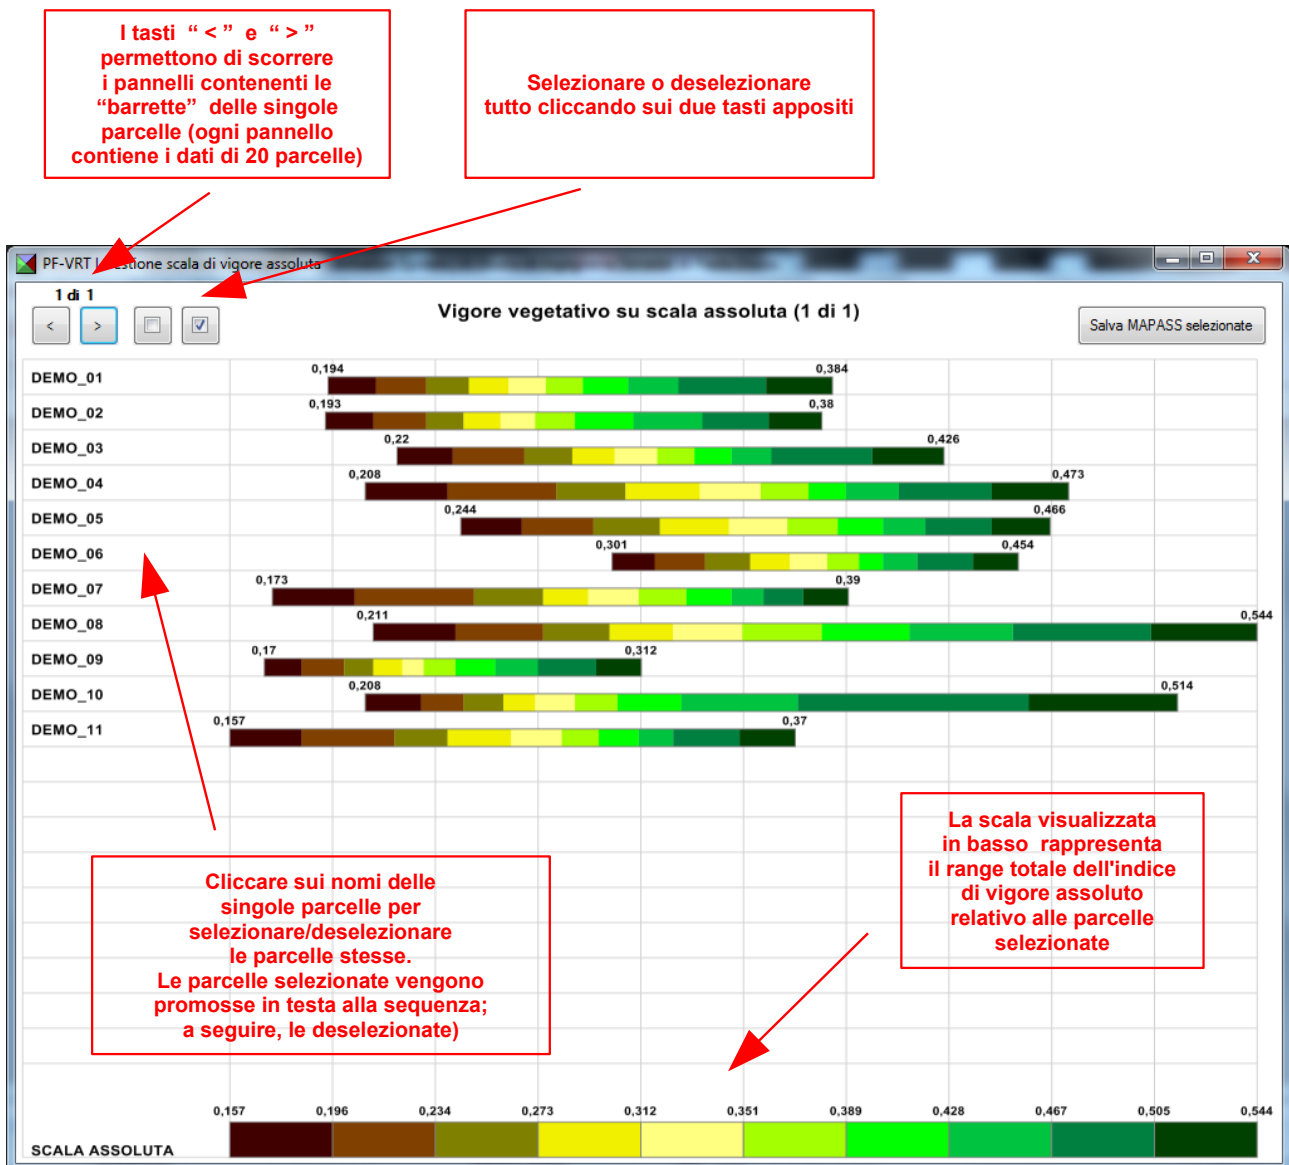 I tasti “ < ” e “ > ”
permettono di scorrere
i pannelli contenenti le
“barrette” delle singole
parcelle (ogni pannello
contiene i dati di 20 parcelle)
Selezionare o deselezionare
tutto cliccando sui due tasti appositi
PF-VRT | Gestione scala di vigore assoluta
1 di 1
< >
Vigore vegetativo su scala assoluta (1 di 1)
Salva MAPASS selezionate
DEMO_01 0,194 0,384
DEMO_02 0,193 0,38
DEMO_03 0,22 0,426
DEMO_04 0,208 0,473
DEMO_05 0,244 0,466
DEMO_06 0,301 0,454
DEMO_07 0,173 0,39
DEMO_08 0,211 0,544
DEMO_09 0,17 0,312
DEMO_10 0,208 0,514
DEMO_11 0,157 0,37
Cliccare sui nomi delle
singole parcelle per
selezionare/deselezionare
le parcelle stesse.
Le parcelle selezionate vengono
promosse in testa alla sequenza;
a seguire, le deselezionate)
La scala visualizzata
in basso rappresenta
il range totale dell'indice
di vigore assoluto
relativo alle parcelle
selezionate
0,157 0,196 0,234 0,273 0,312 0,351 0,389 0,428 0,467 0,505 0,544
SCALA ASSOLUTA